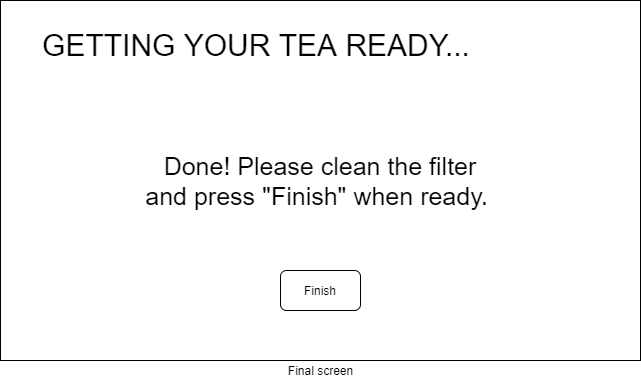 GETTING YOUR TEA READY...
Done! Please clean the filter
and press "Finish" when ready.
Finish
Final screen